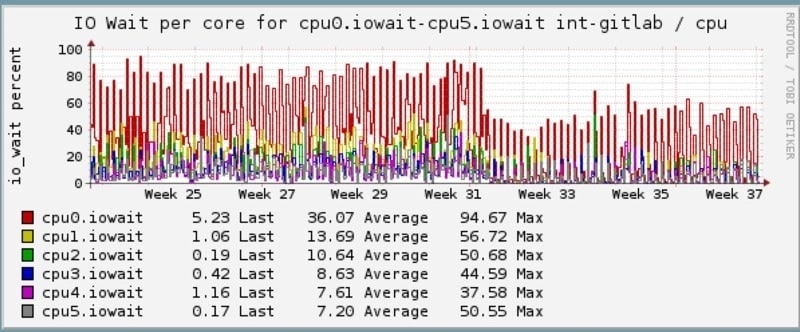 IO Wait per core for cpu0.iowait-cpu5.iowait int-gitlab / cpu
RRDTOOL / TOBI OETIKER
io_wait percent
100
80
60
40
20
0
Week 25 Week 27 Week 29 Week 31 Week 33 Week 35 Week 37
cpu0.iowait 5.23 Last 36.07 Average 94.67 Max
cpu1.iowait 1.06 Last 13.69 Average 56.72 Max
cpu2.iowait 0.19 Last 10.64 Average 50.68 Max
cpu3.iowait 0.42 Last 8.63 Average 44.59 Max
cpu4.iowait 1.16 Last 7.61 Average 37.58 Max
cpu5.iowait 0.17 Last 7.20 Average 50.55 Max